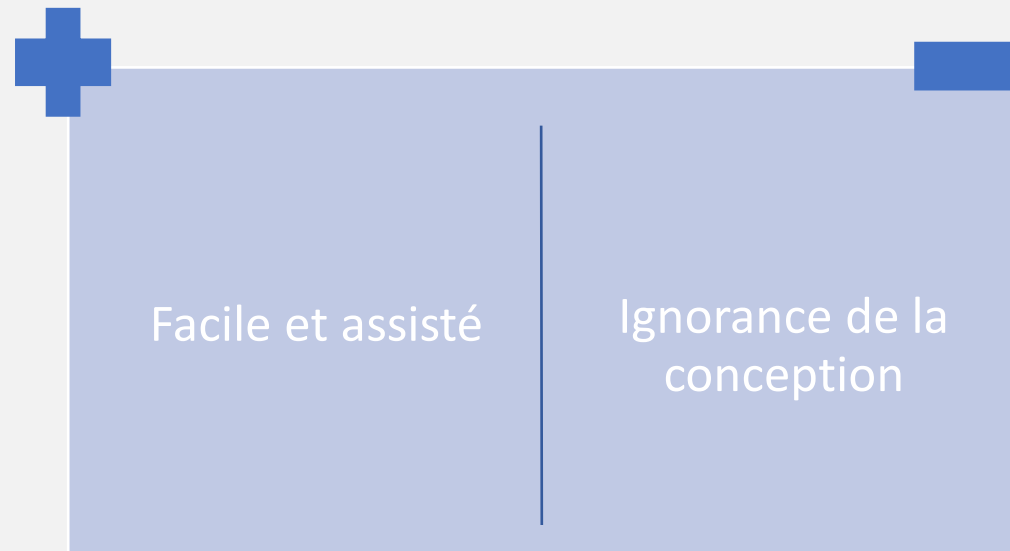 Facile et assisté
Ignorance de la
conception